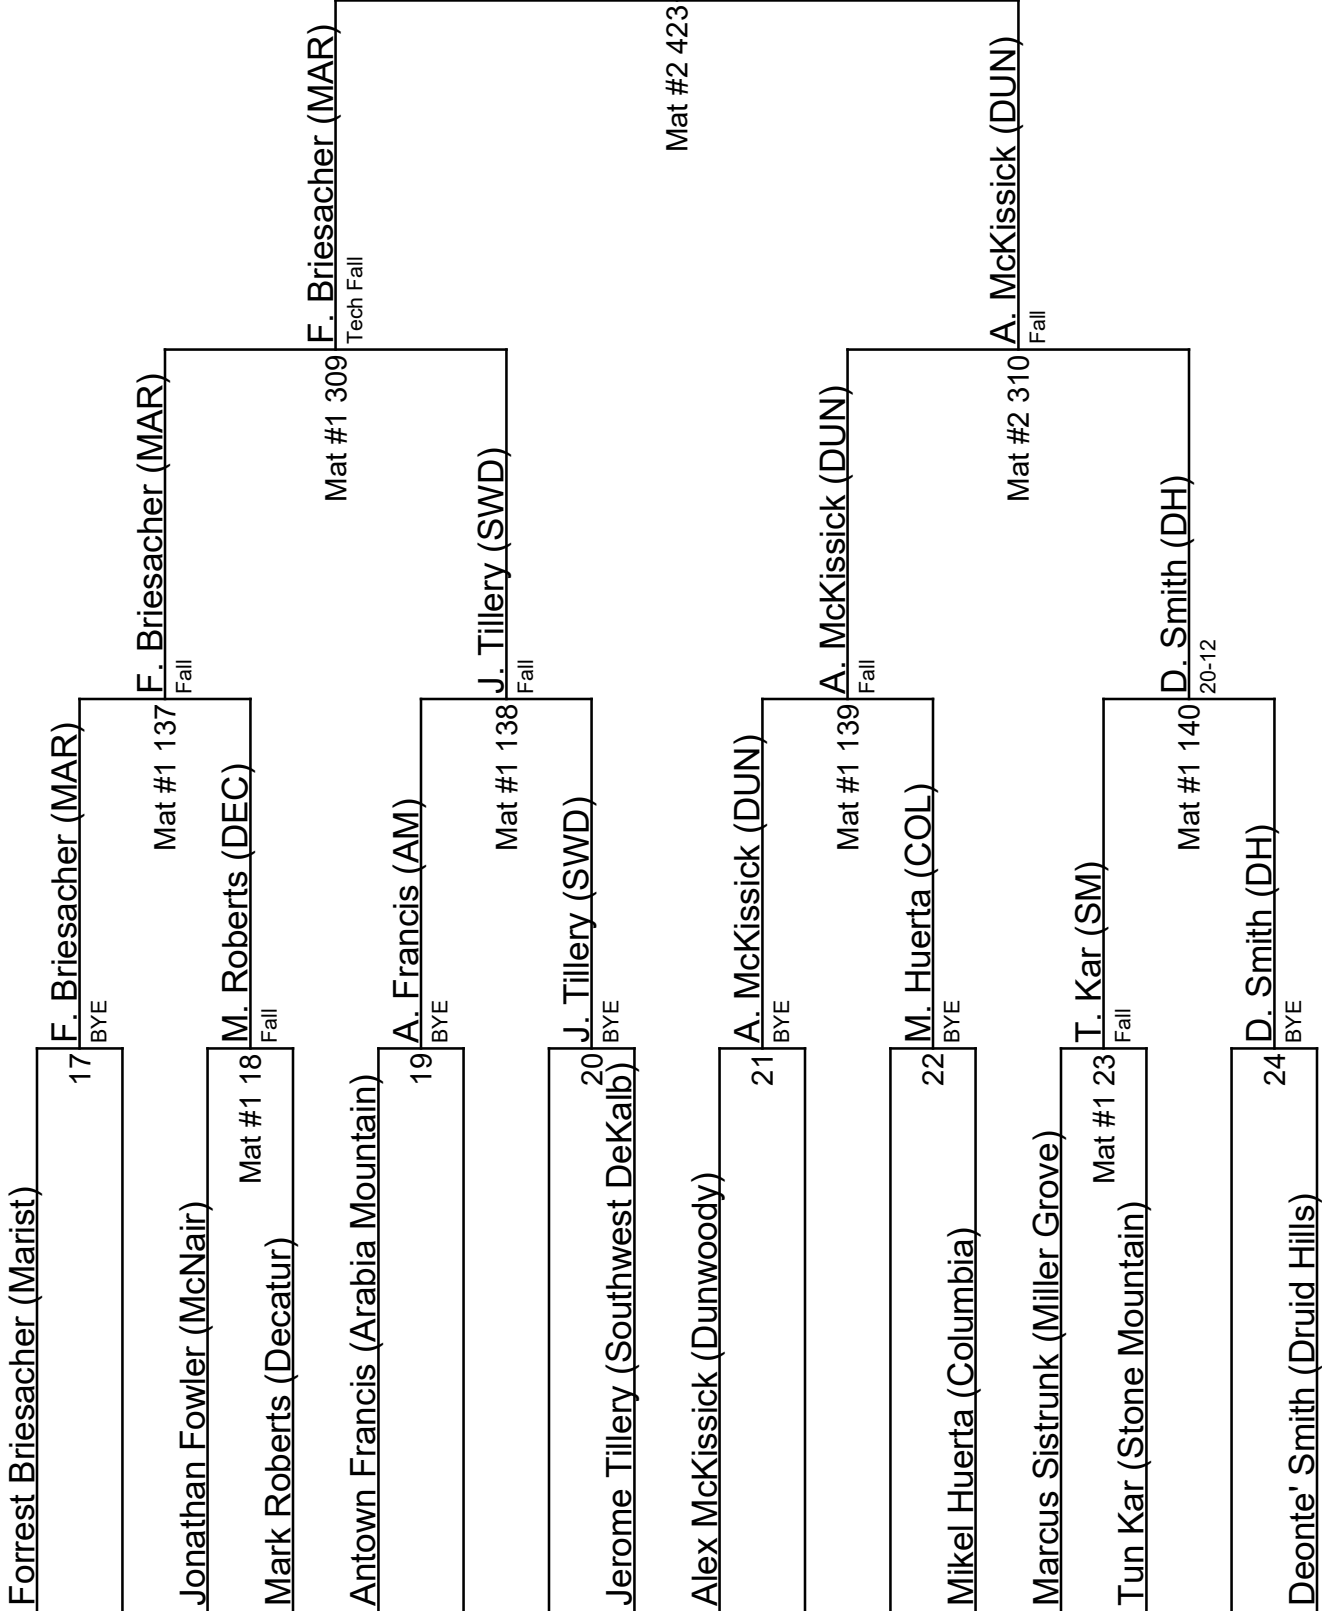 Forrest Briesacher (Marist)
17
Jonathan Fowler (McNair)
Mat #1 18
Mark Roberts (Decatur)
Antown Francis (Arabia Mountain)
19
20
Jerome Tillery (Southwest DeKalb)
Alex McKissick (Dunwoody)
21
22
Mikel Huerta (Columbia)
Marcus Sistrunk (Miller Grove)
Mat #1 23
Tun Kar (Stone Mountain)
24
Deonte' Smith (Druid Hills)
F. Briesacher (MAR)
BYE
Mat #1 137
M. Roberts (DEC)
Fall
A. Francis (AM)
BYE
Mat #1 138
J. Tillery (SWD)
BYE
A. McKissick (DUN)
BYE
Mat #1 139
M. Huerta (COL)
BYE
T. Kar (SM)
Fall
Mat #1 140
D. Smith (DH)
BYE
F. Briesacher (MAR)
Fall
Mat #1 309
J. Tillery (SWD)
Fall
A. McKissick (DUN)
Fall
Mat #2 310
D. Smith (DH)
20-12
F. Briesacher (MAR)
Tech Fall
Mat #2 423
A. McKissick (DUN)
Fall